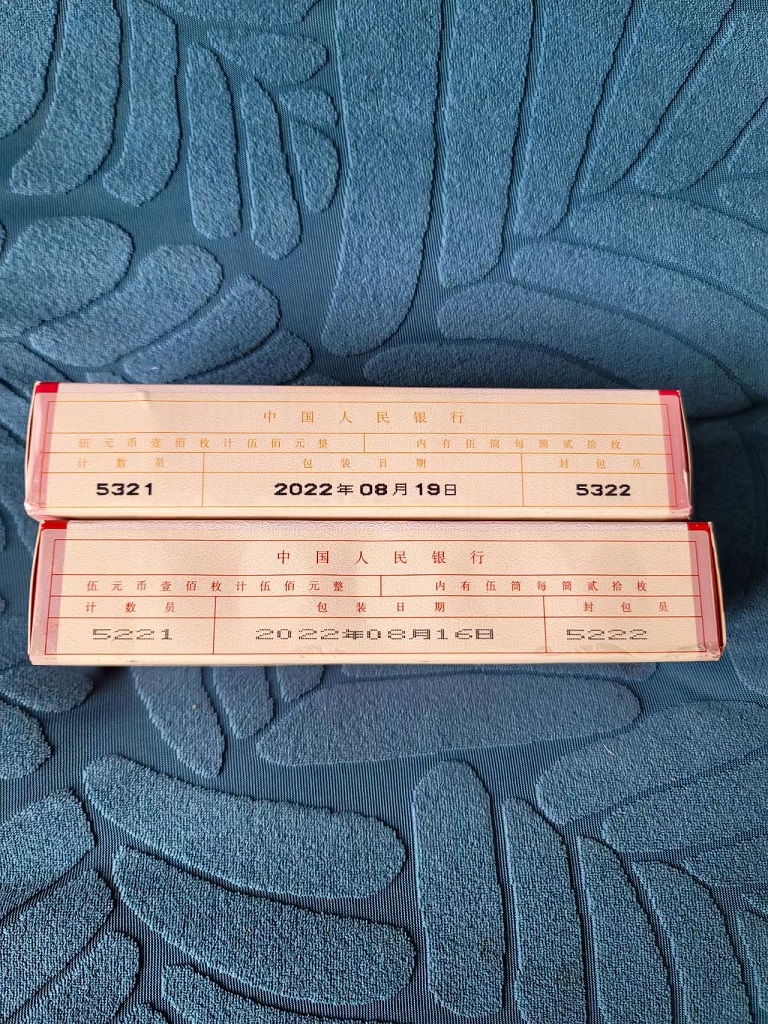 中国人民银行
伍元币壹佰枚计伍佰元整 内有伍筒每筒贰拾枚
计数员 包装日期 封包员
5321 2022年08月19日 5322
中国人民银行
伍元币壹佰枚计伍佰元整 内有伍筒每筒贰拾枚
计数员 包装日期 封包员
5221 2022年08月16日 5222